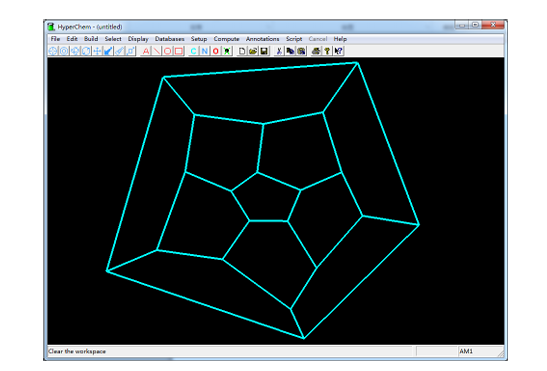 HyperChem - (untitled)
File Edit Build Select Display Databases Setup Compute Annotations Script Cancel Help
A C N O
Clear the workspace AM1